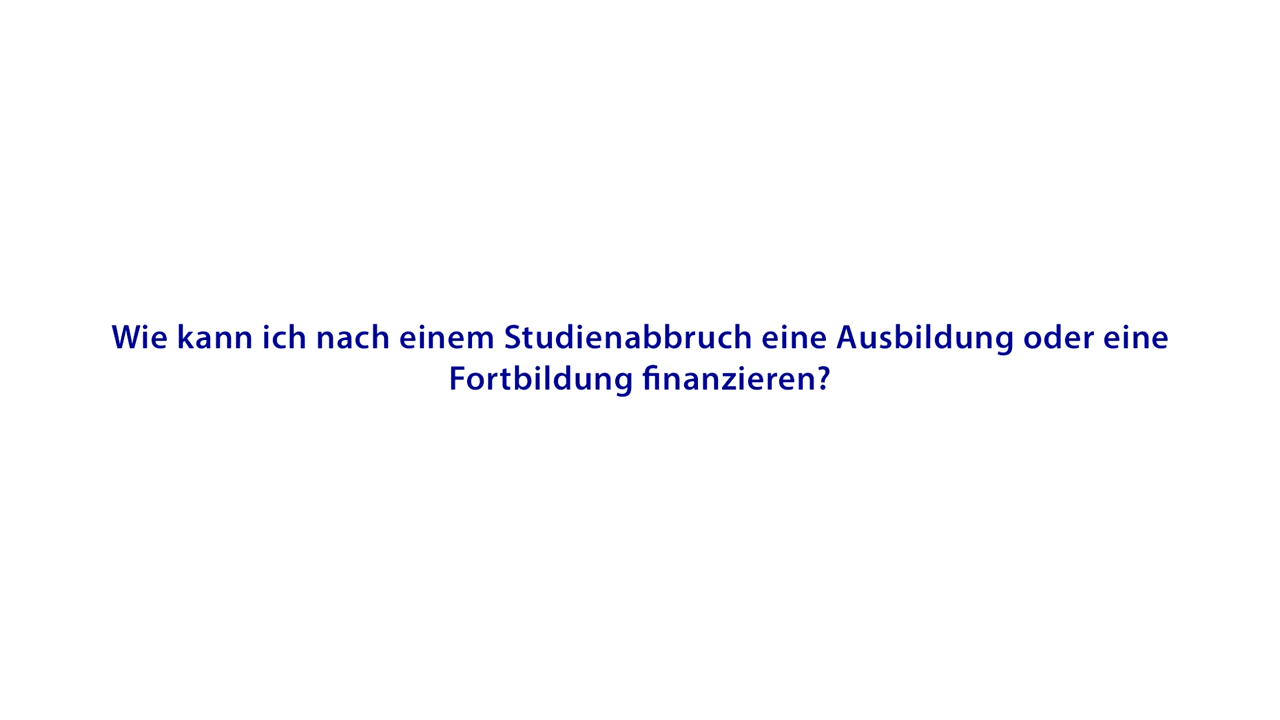 Wie kann ich nach einem Studienabbruch eine Ausbildung oder eine
Fortbildung finanzieren?